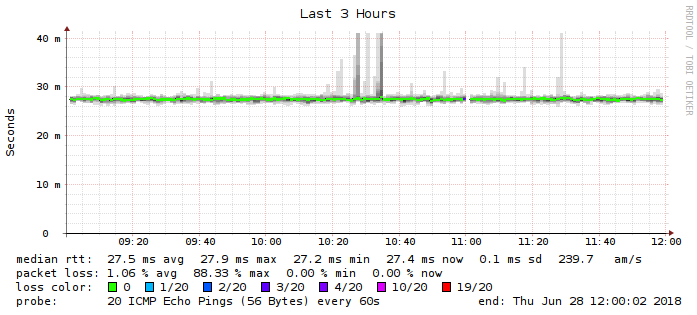 Last 3 Hours
RRDTOOL / TOBI OETIKER
Seconds
40 m
30 m
20 m
10 m
0
09:20 09:40 10:00 10:20 10:40 11:00 11:20 11:40 12:00
median rtt: 27.5 ms avg 27.9 ms max 27.2 ms min 27.4 ms now 0.1 ms sd 239.7 am/s
packet loss: 1.06 % avg 88.33 % max 0.00 % min 0.00 % now
loss color: 0 1/20 2/20 3/20 4/20 10/20 19/20
probe: 20 ICMP Echo Pings (56 Bytes) every 60s end: Thu Jun 28 12:00:02 2018